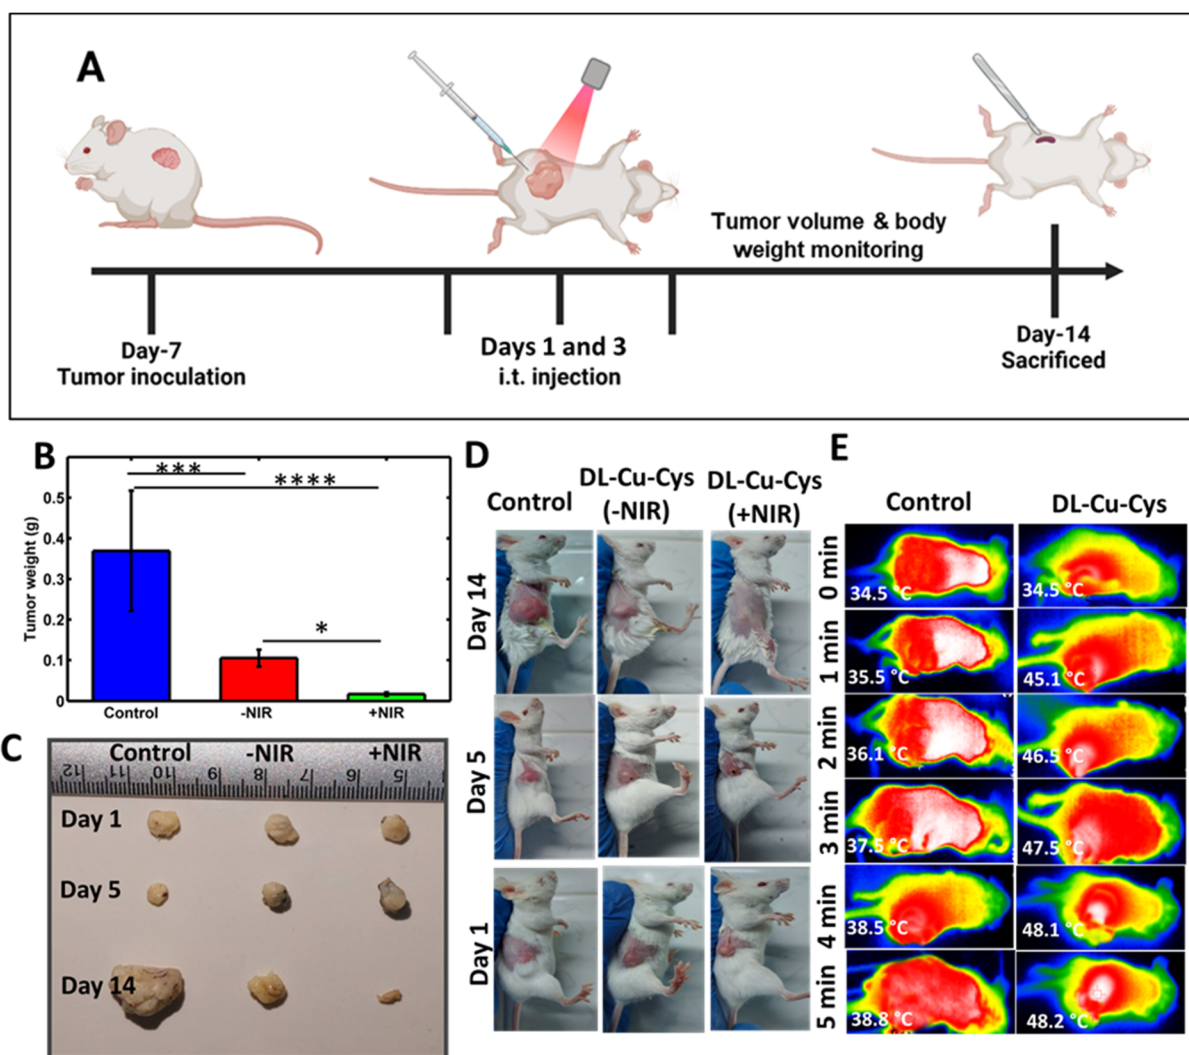 A
Tumor volume & body
weight monitoring
Day-7
Tumor inoculation
Days 1 and 3
i.t. injection
Day-14
Sacrificed
B
Tumor weight (g)
0.5
0.4
0.3
0.2
0.1
0
***
****
*
Control
-NIR
+NIR
C
Control
-NIR
+NIR
12
11
10
9
8
7
6
5
Day 1
Day 5
Day 14
D
Control
DL-Cu-Cys
(-NIR)
DL-Cu-Cys
(+NIR)
Day 14
Day 5
Day 1
E
Control
DL-Cu-Cys
0 min
34.5 °C
34.5 °C
1 min
35.5 °C
45.1 °C
2 min
36.1 °C
46.5 °C
3 min
37.5 °C
47.5 °C
4 min
38.5 °C
48.1 °C
5 min
38.8 °C
48.2 °C